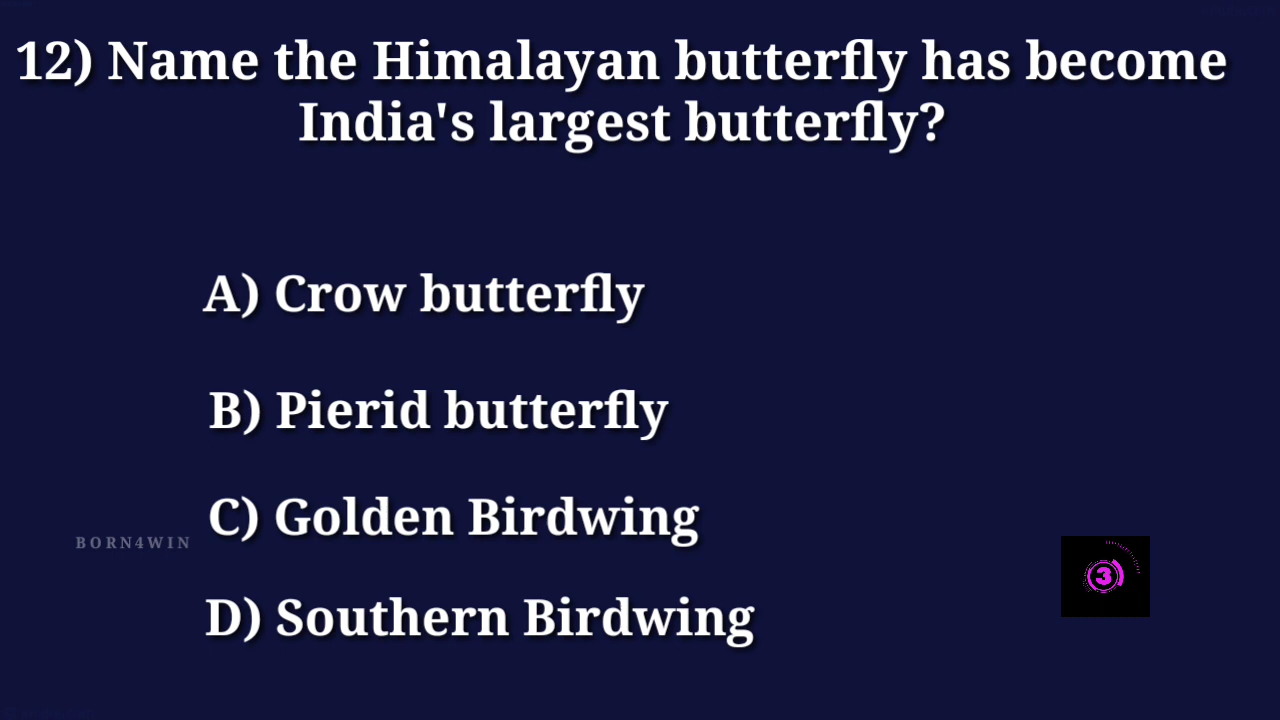 12) Name the Himalayan butterfly has become
India's largest butterfly?
A) Crow butterfly
B) Pierid butterfly
C) Golden Birdwing
BORN4WIN
D) Southern Birdwing
3